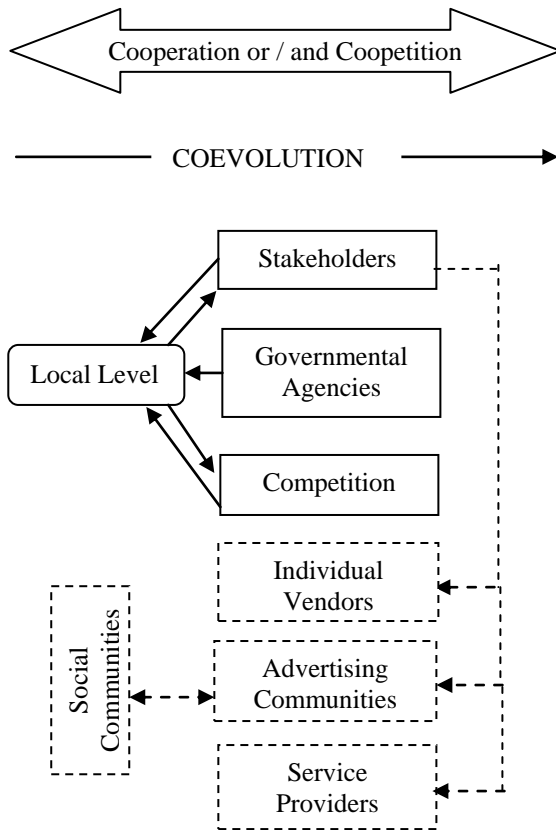 Cooperation or / and Coopetition
COEVOLUTION
Stakeholders
Local Level
Governmental
Agencies
Competition
Individual
Vendors
Social
Communities
Advertising
Communities
Service
Providers